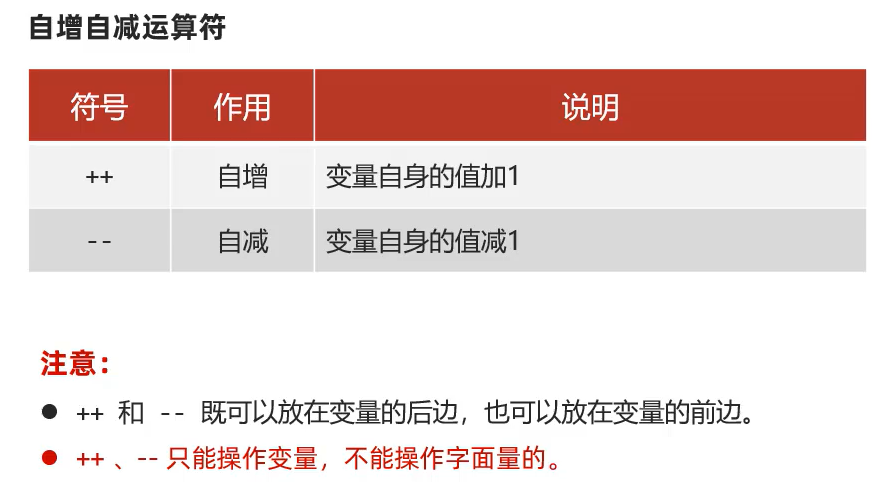 自增自减运算符
符号 作用 说明
++ 自增 变量自身的值加1
-- 自减 变量自身的值减1
注意：
● ++ 和 -- 既可以放在变量的后边，也可以放在变量的前边。
● ++ 、-- 只能操作变量，不能操作字面量的。